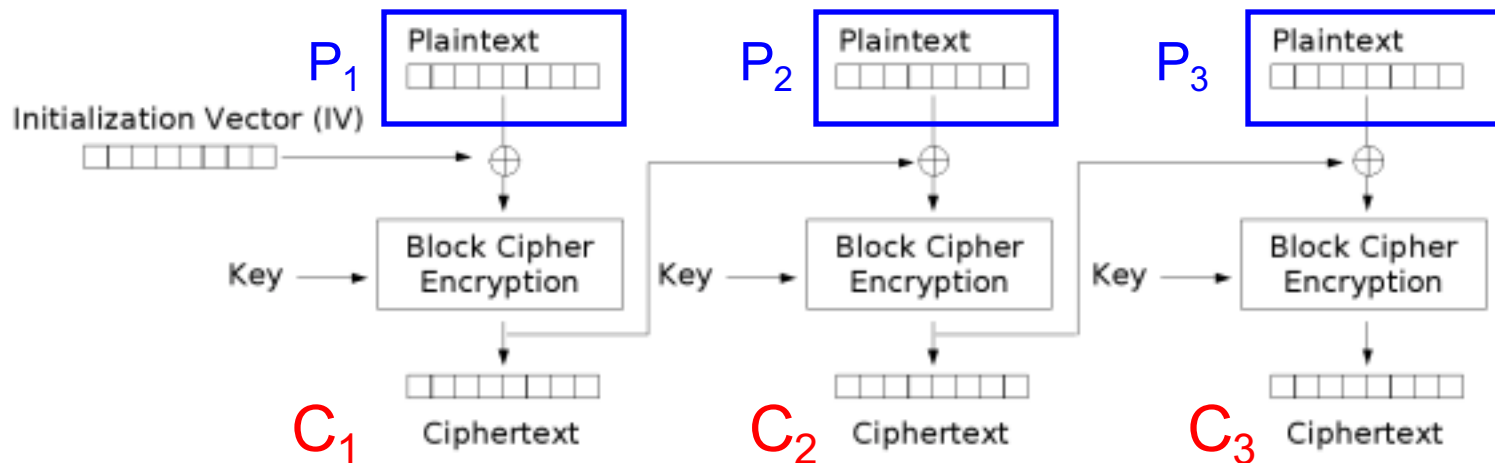 P1
Plaintext
P2
Plaintext
P3
Plaintext
Initialization Vector (IV)
Key
Block Cipher
Encryption
Key
Block Cipher
Encryption
Key
Block Cipher
Encryption
C1
Ciphertext
C2
Ciphertext
C3
Ciphertext